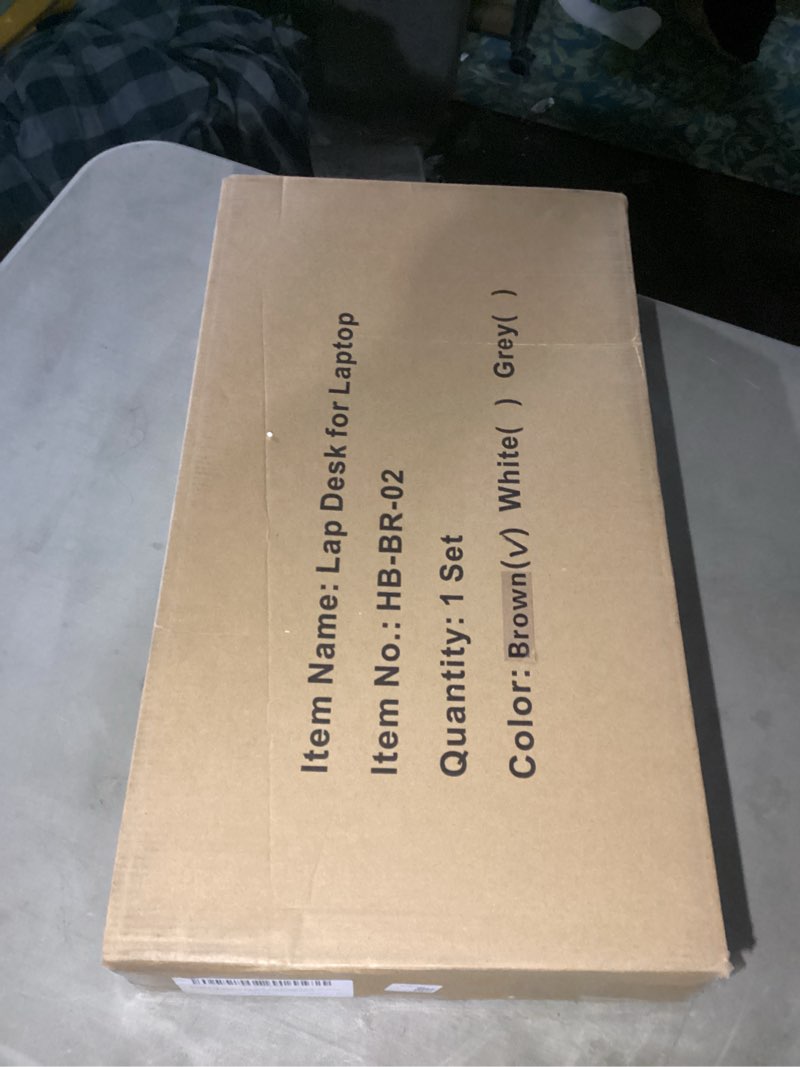 Item Name: Lap Desk for Laptop
Item No.: HB-BR-02
Quantity: 1 Set
Color: Brown(√) White( ) Grey( )